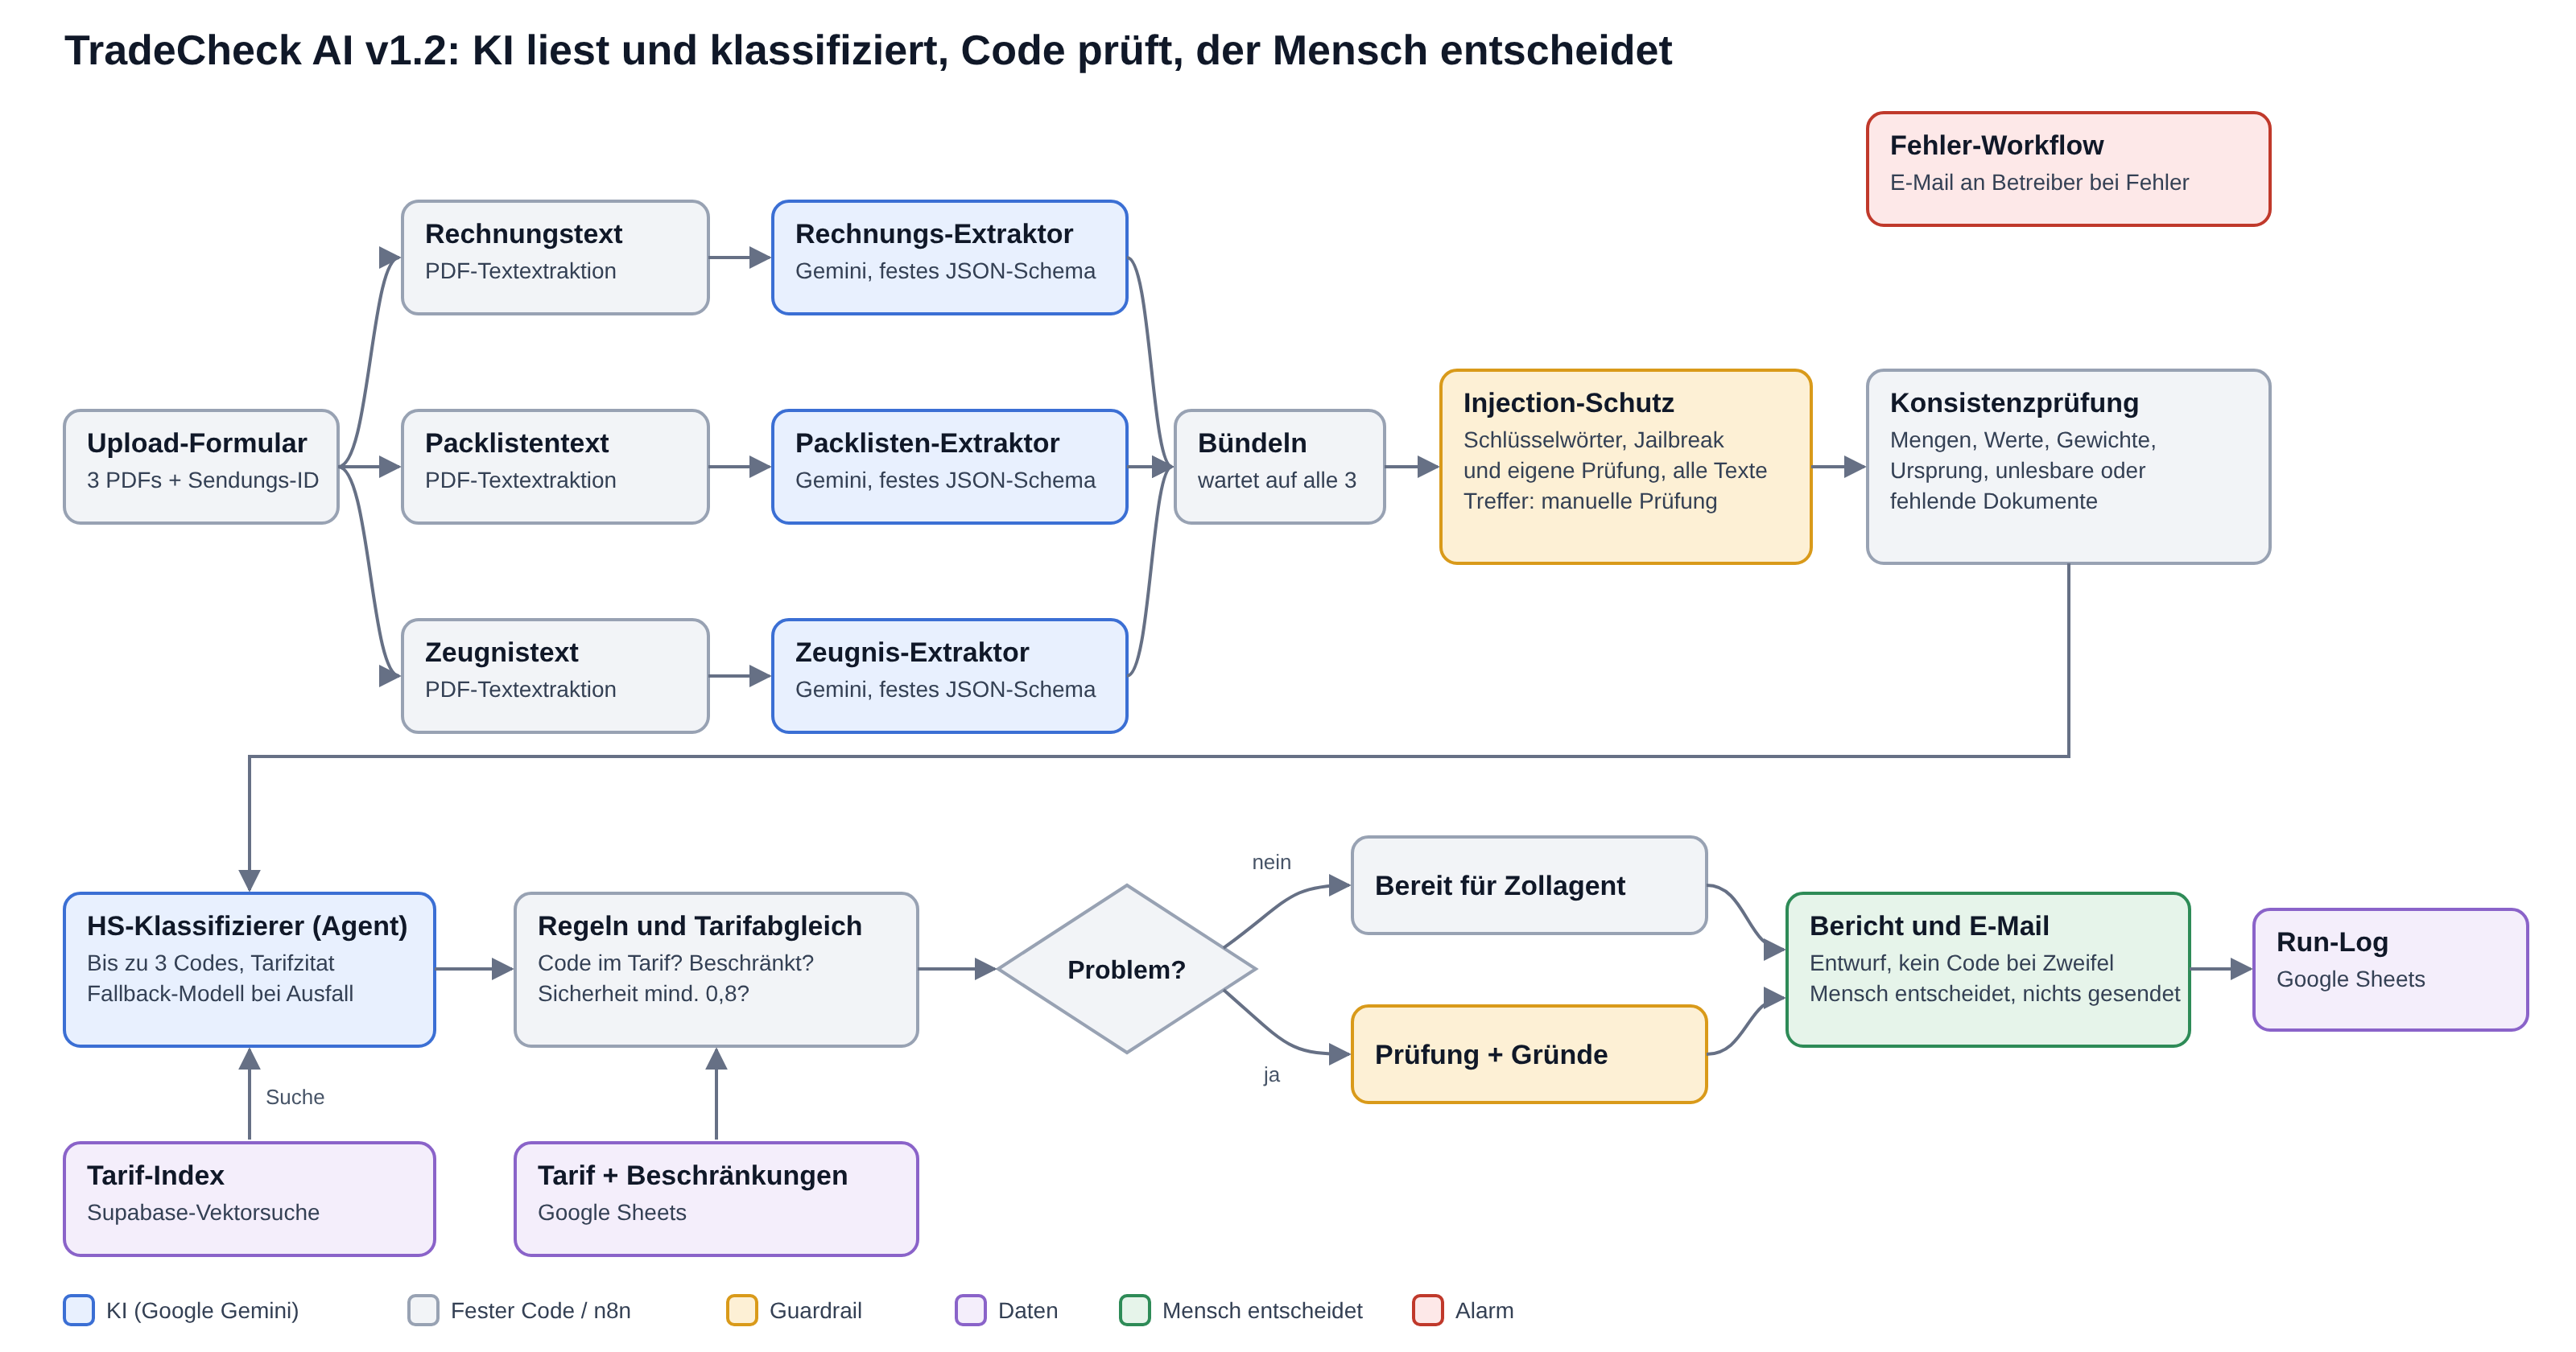 TradeCheck AI v1.2: KI liest und klassifiziert, Code prüft, der Mensch entscheidet
Fehler-Workflow
E-Mail an Betreiber bei Fehler
Rechnungstext
PDF-Textextraktion
Rechnungs-Extraktor
Gemini, festes JSON-Schema
Upload-Formular
3 PDFs + Sendungs-ID
Packlistentext
PDF-Textextraktion
Packlisten-Extraktor
Gemini, festes JSON-Schema
Bündeln
wartet auf alle 3
Injection-Schutz
Schlüsselwörter, Jailbreak
und eigene Prüfung, alle Texte
Treffer: manuelle Prüfung
Konsistenzprüfung
Mengen, Werte, Gewichte,
Ursprung, unlesbare oder
fehlende Dokumente
Zeugnistext
PDF-Textextraktion
Zeugnis-Extraktor
Gemini, festes JSON-Schema
HS-Klassifizierer (Agent)
Bis zu 3 Codes, Tarifzitat
Fallback-Modell bei Ausfall
Regeln und Tarifabgleich
Code im Tarif? Beschränkt?
Sicherheit mind. 0,8?
Problem?
nein
Bereit für Zollagent
ja
Prüfung + Gründe
Bericht und E-Mail
Entwurf, kein Code bei Zweifel
Mensch entscheidet, nichts gesendet
Run-Log
Google Sheets
Suche
Tarif-Index
Supabase-Vektorsuche
Tarif + Beschränkungen
Google Sheets
KI (Google Gemini)
Fester Code / n8n
Guardrail
Daten
Mensch entscheidet
Alarm